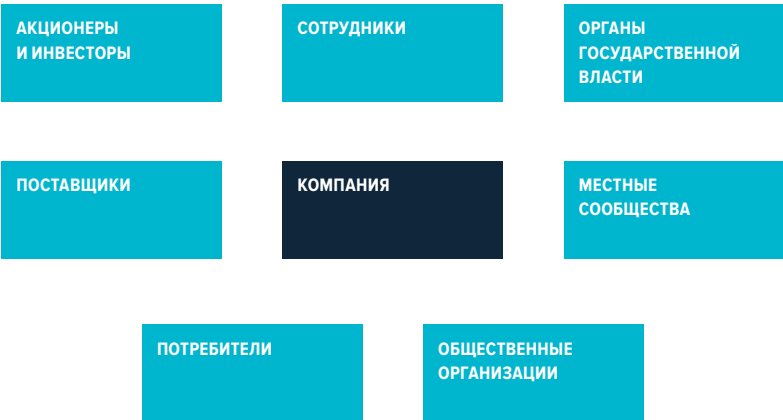 АКЦИОНЕРЫ
И ИНВЕСТОРЫ
СОТРУДНИКИ
ОРГАНЫ
ГОСУДАРСТВЕННОЙ
ВЛАСТИ
ПОСТАВЩИКИ
КОМПАНИЯ
МЕСТНЫЕ
СООБЩЕСТВА
ПОТРЕБИТЕЛИ
ОБЩЕСТВЕННЫЕ
ОРГАНИЗАЦИИ